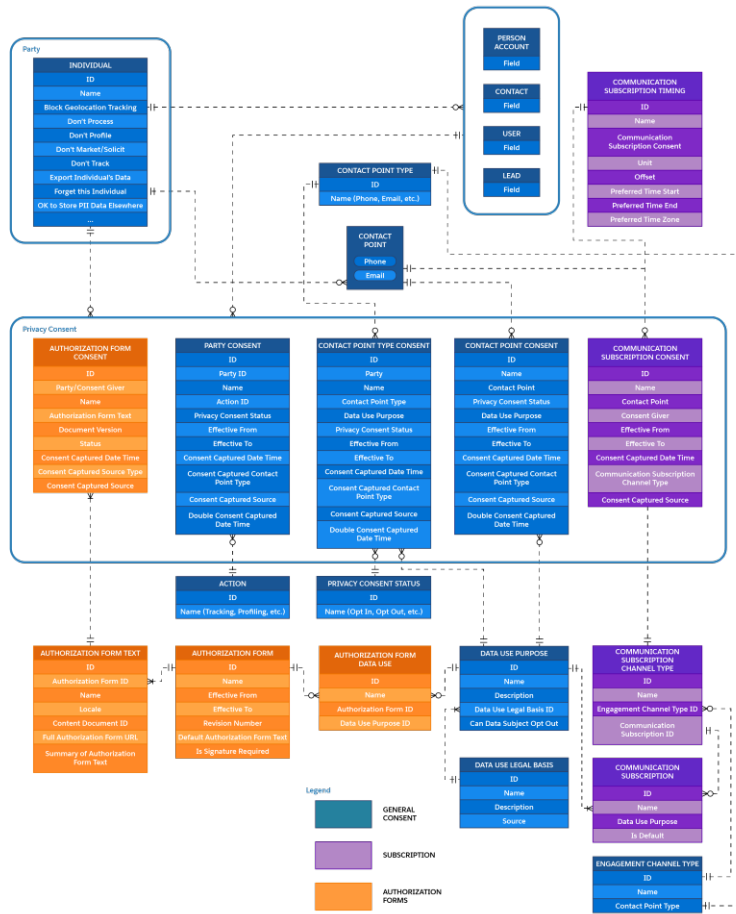 Party
INDIVIDUAL
ID
Name
Block Geolocation Tracking
Don't Process
Don't Profile
Don't Market/Solicit
Don't Track
Export Individual's Data
Forget this Individual
OK to Store PII Data Elsewhere
...
PERSON
ACCOUNT
Field
CONTACT
Field
USER
Field
LEAD
Field
COMMUNICATION
SUBSCRIPTION TIMING
ID
Name
Communication
Subscription Consent
Unit
Offset
Preferred Time Start
Preferred Time End
Preferred Time Zone
CONTACT POINT TYPE
ID
Name (Phone, Email, etc.)
CONTACT
POINT
Phone
Email
Privacy Consent
AUTHORIZATION FORM
CONSENT
ID
Party/Consent Giver
Name
Authorization Form Text
Document Version
Status
Consent Captured Date Time
Consent Captured Source Type
Consent Captured Source
PARTY CONSENT
ID
Party ID
Name
Action ID
Privacy Consent Status
Effective From
Effective To
Consent Captured Date Time
Consent Captured Contact
Point Type
Consent Captured Source
Double Consent Captured
Date Time
CONTACT POINT TYPE CONSENT
ID
Party
Name
Contact Point Type
Data Use Purpose
Privacy Consent Status
Effective From
Effective To
Consent Captured Date Time
Consent Captured Contact
Point Type
Consent Captured Source
Double Consent Captured
Date Time
CONTACT POINT CONSENT
ID
Name
Contact Point
Privacy Consent Status
Data Use Purpose
Effective From
Effective To
Consent Captured Date Time
Consent Captured Contact
Point Type
Consent Captured Source
Double Consent Captured
Date Time
COMMUNICATION
SUBSCRIPTION CONSENT
ID
Name
Contact Point
Consent Giver
Effective From
Effective To
Consent Captured Date Time
Communication Subscription
Channel Type
Consent Captured Source
ACTION
ID
Name (Tracking, Profiling, etc.)
PRIVACY CONSENT STATUS
ID
Name (Opt In, Opt Out, etc.)
AUTHORIZATION FORM TEXT
ID
Authorization Form ID
Name
Locale
Content Document ID
Full Authorization Form URL
Summary of Authorization
Form Text
AUTHORIZATION FORM
ID
Name
Effective From
Effective To
Revision Number
Default Authorization Form Text
Is Signature Required
AUTHORIZATION FORM
DATA USE
ID
Name
Authorization Form ID
Data Use Purpose ID
DATA USE PURPOSE
ID
Name
Description
Data Use Legal Basis ID
Can Data Subject Opt Out
DATA USE LEGAL BASIS
ID
Name
Description
Source
COMMUNICATION
SUBSCRIPTION
CHANNEL TYPE
ID
Name
Engagement Channel Type ID
Communication
Subscription ID
COMMUNICATION
SUBSCRIPTION
ID
Name
Data Use Purpose
Is Default
ENGAGEMENT CHANNEL TYPE
ID
Name
Contact Point Type
Legend
GENERAL
CONSENT
SUBSCRIPTION
AUTHORIZATION
FORMS